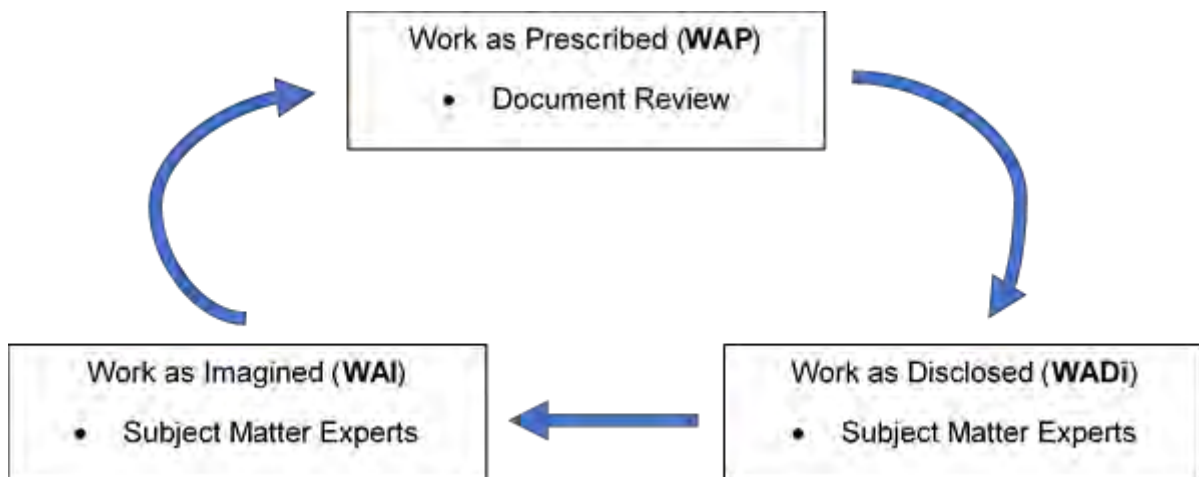 Work as Prescribed (WAP)
• Document Review
Work as Imagined (WAI)
• Subject Matter Experts
Work as Disclosed (WADi)
• Subject Matter Experts